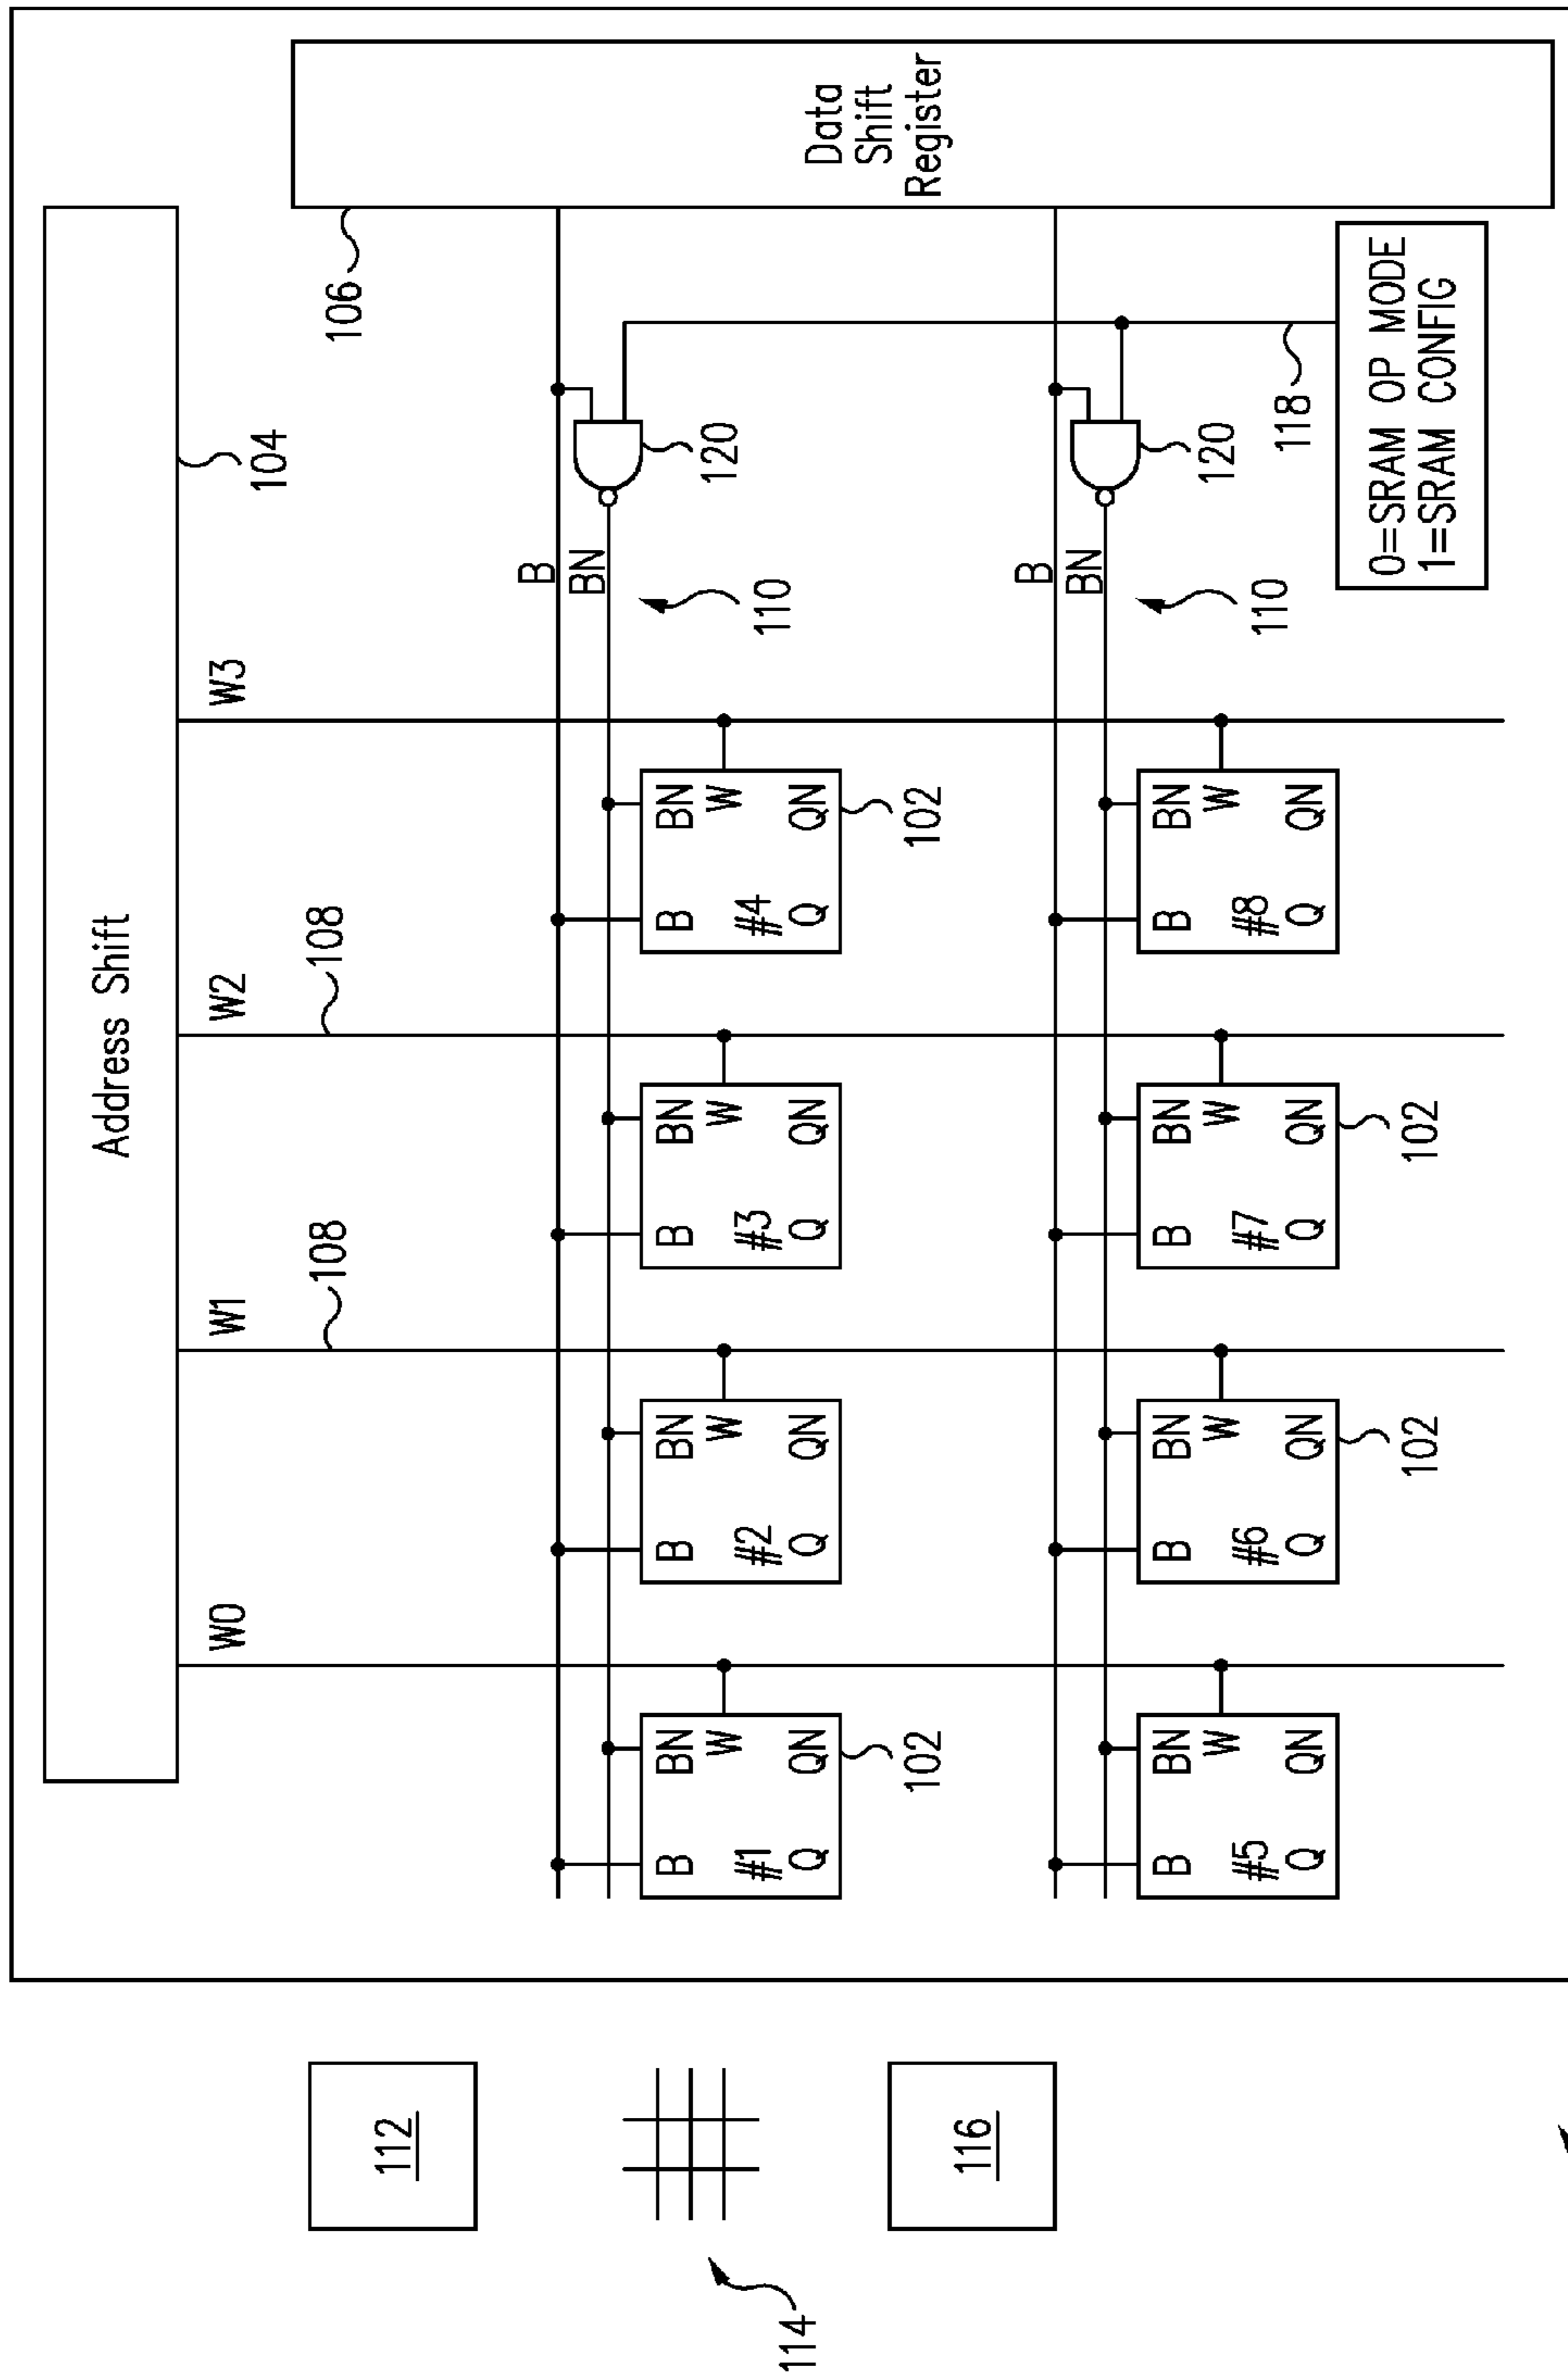 Address Shift
104
W0
W1
W2
W3
108
108
106
Data
Shift
Register
B
BN
110
120
B BN
W
#1
Q QN
102
B BN
W
#2
Q QN
B BN
W
#3
Q QN
B BN
W
#4
Q QN
102
B
BN
110
120
118
B BN
W
#5
Q QN
B BN
W
#6
Q QN
102
B BN
W
#7
Q QN
102
B BN
W
#8
Q QN
0=SRAM OP MODE
1=SRAM CONFIG
112
114
116